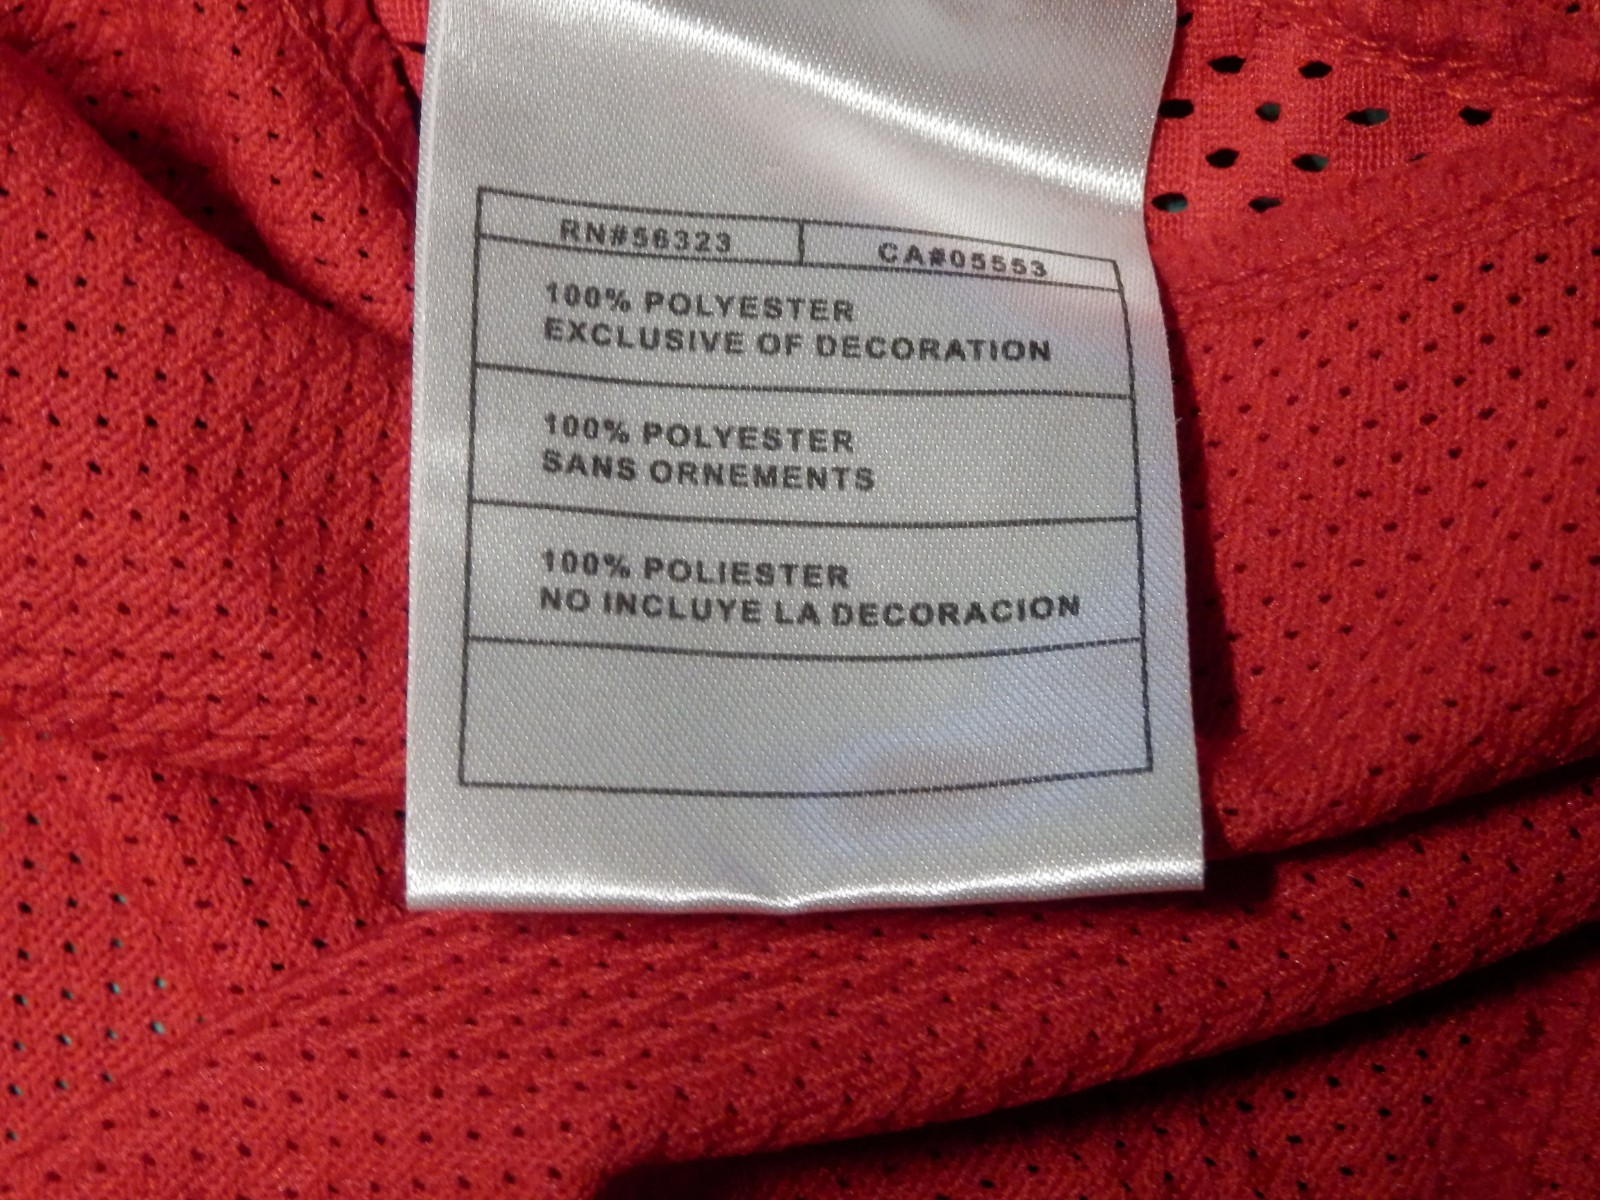 RN#56323 CA#05553
100% POLYESTER
EXCLUSIVE OF DECORATION
100% POLYESTER
SANS ORNEMENTS
100% POLIESTER
NO INCLUYE LA DECORACION